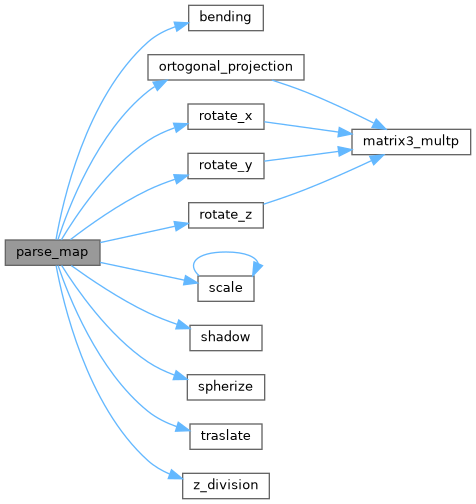 bending
ortogonal_projection
rotate_x
matrix3_multp
rotate_y
rotate_z
parse_map
scale
shadow
spherize
traslate
z_division